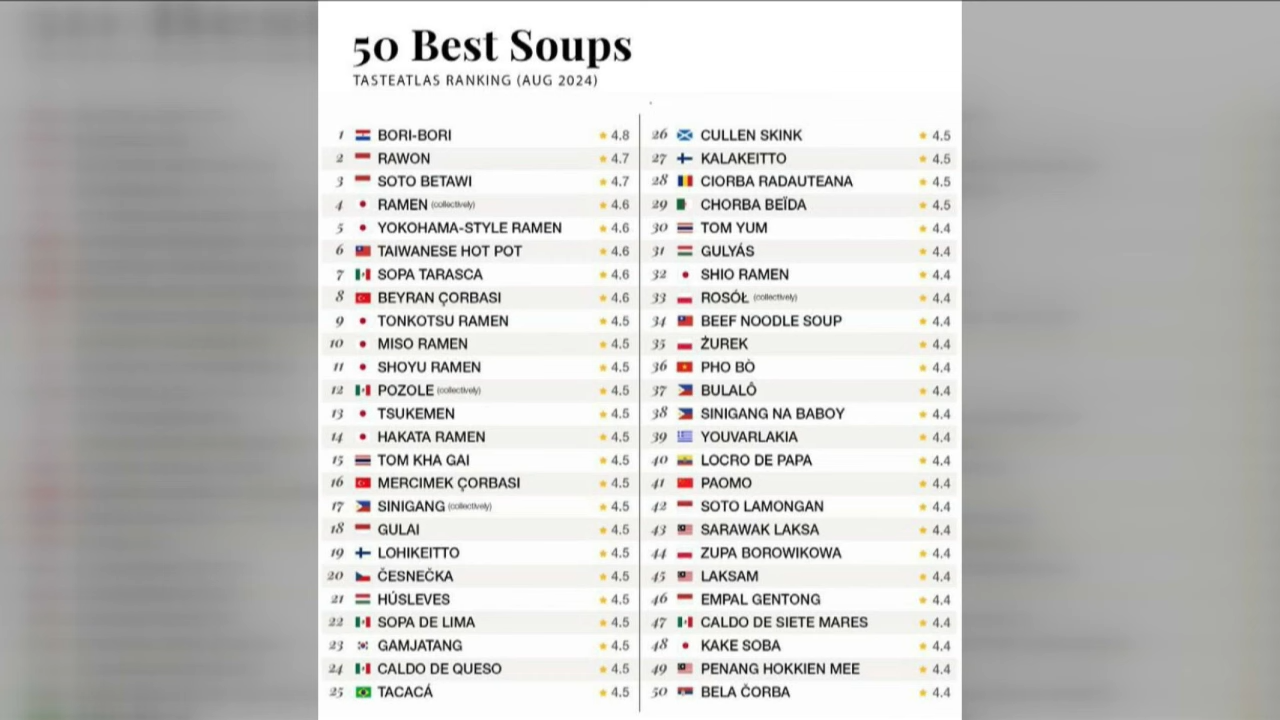 50 Best Soups
TASTEATLAS RANKING (AUG 2024)
1 BORI-BORI 4.8
2 RAWON 4.7
3 SOTO BETAWI 4.7
4 RAMEN (collectively) 4.6
5 YOKOHAMA-STYLE RAMEN 4.6
6 TAIWANESE HOT POT 4.6
7 SOPA TARASCA 4.6
8 BEYRAN ÇORBASI 4.6
9 TONKOTSU RAMEN 4.5
10 MISO RAMEN 4.5
11 SHOYU RAMEN 4.5
12 POZOLE (collectively) 4.5
13 TSUKEMEN 4.5
14 HAKATA RAMEN 4.5
15 TOM KHA GAI 4.5
16 MERCIMEK ÇORBASI 4.5
17 SINIGANG (collectively) 4.5
18 GULAI 4.5
19 LOHIKEITTO 4.5
20 ČESNEČKA 4.5
21 HÚSLEVES 4.5
22 SOPA DE LIMA 4.5
23 GAMJATANG 4.5
24 CALDO DE QUESO 4.5
25 TACACÁ 4.5
26 CULLEN SKINK 4.5
27 KALAKEITTO 4.5
28 CIORBA RADAUTEANA 4.5
29 CHORBA BEÏDA 4.5
30 TOM YUM 4.4
31 GULYÁS 4.4
32 SHIO RAMEN 4.4
33 ROSÓŁ (collectively) 4.4
34 BEEF NOODLE SOUP 4.4
35 ŻUREK 4.4
36 PHO BÒ 4.4
37 BULALÔ 4.4
38 SINIGANG NA BABOY 4.4
39 YOUVARLAKIA 4.4
40 LOCRO DE PAPA 4.4
41 PAOMO 4.4
42 SOTO LAMONGAN 4.4
43 SARAWAK LAKSA 4.4
44 ZUPA BOROWIKOWA 4.4
45 LAKSAM 4.4
46 EMPAL GENTONG 4.4
47 CALDO DE SIETE MARES 4.4
48 KAKE SOBA 4.4
49 PENANG HOKKIEN MEE 4.4
50 BELA ČORBA 4.4